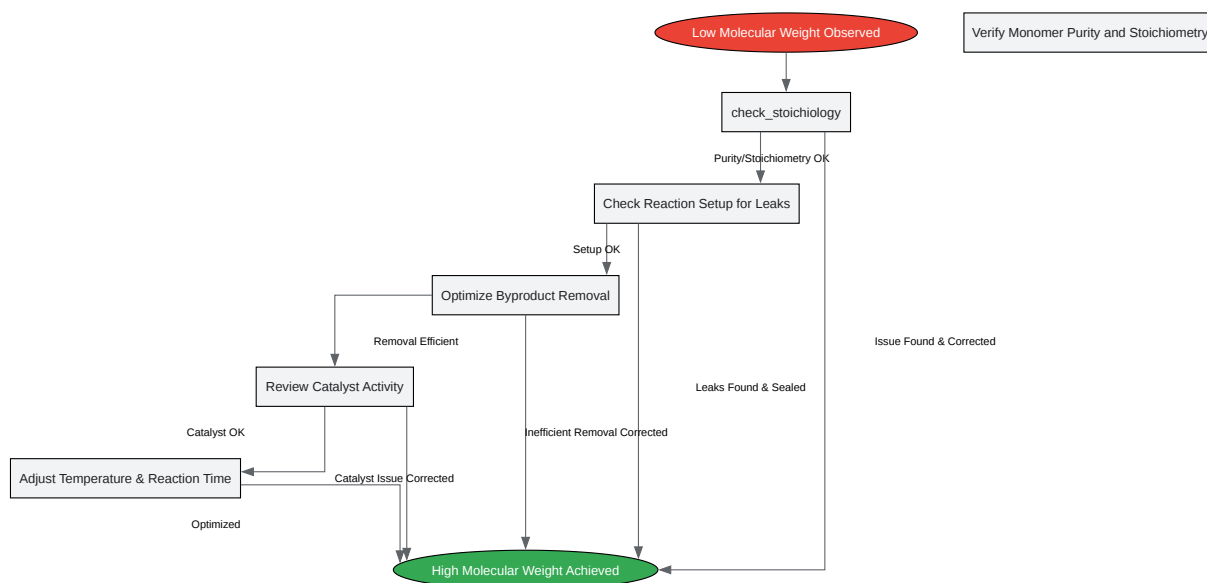 Low Molecular Weight Observed
Verify Monomer Purity and Stoichiometry
check_stoichiology
Purity/Stoichiometry OK
Check Reaction Setup for Leaks
Setup OK
Optimize Byproduct Removal
Removal Efficient
Issue Found & Corrected
Review Catalyst Activity
Leaks Found & Sealed
Catalyst OK
Inefficient Removal Corrected
Adjust Temperature & Reaction Time
Catalyst Issue Corrected
Optimized
High Molecular Weight Achieved